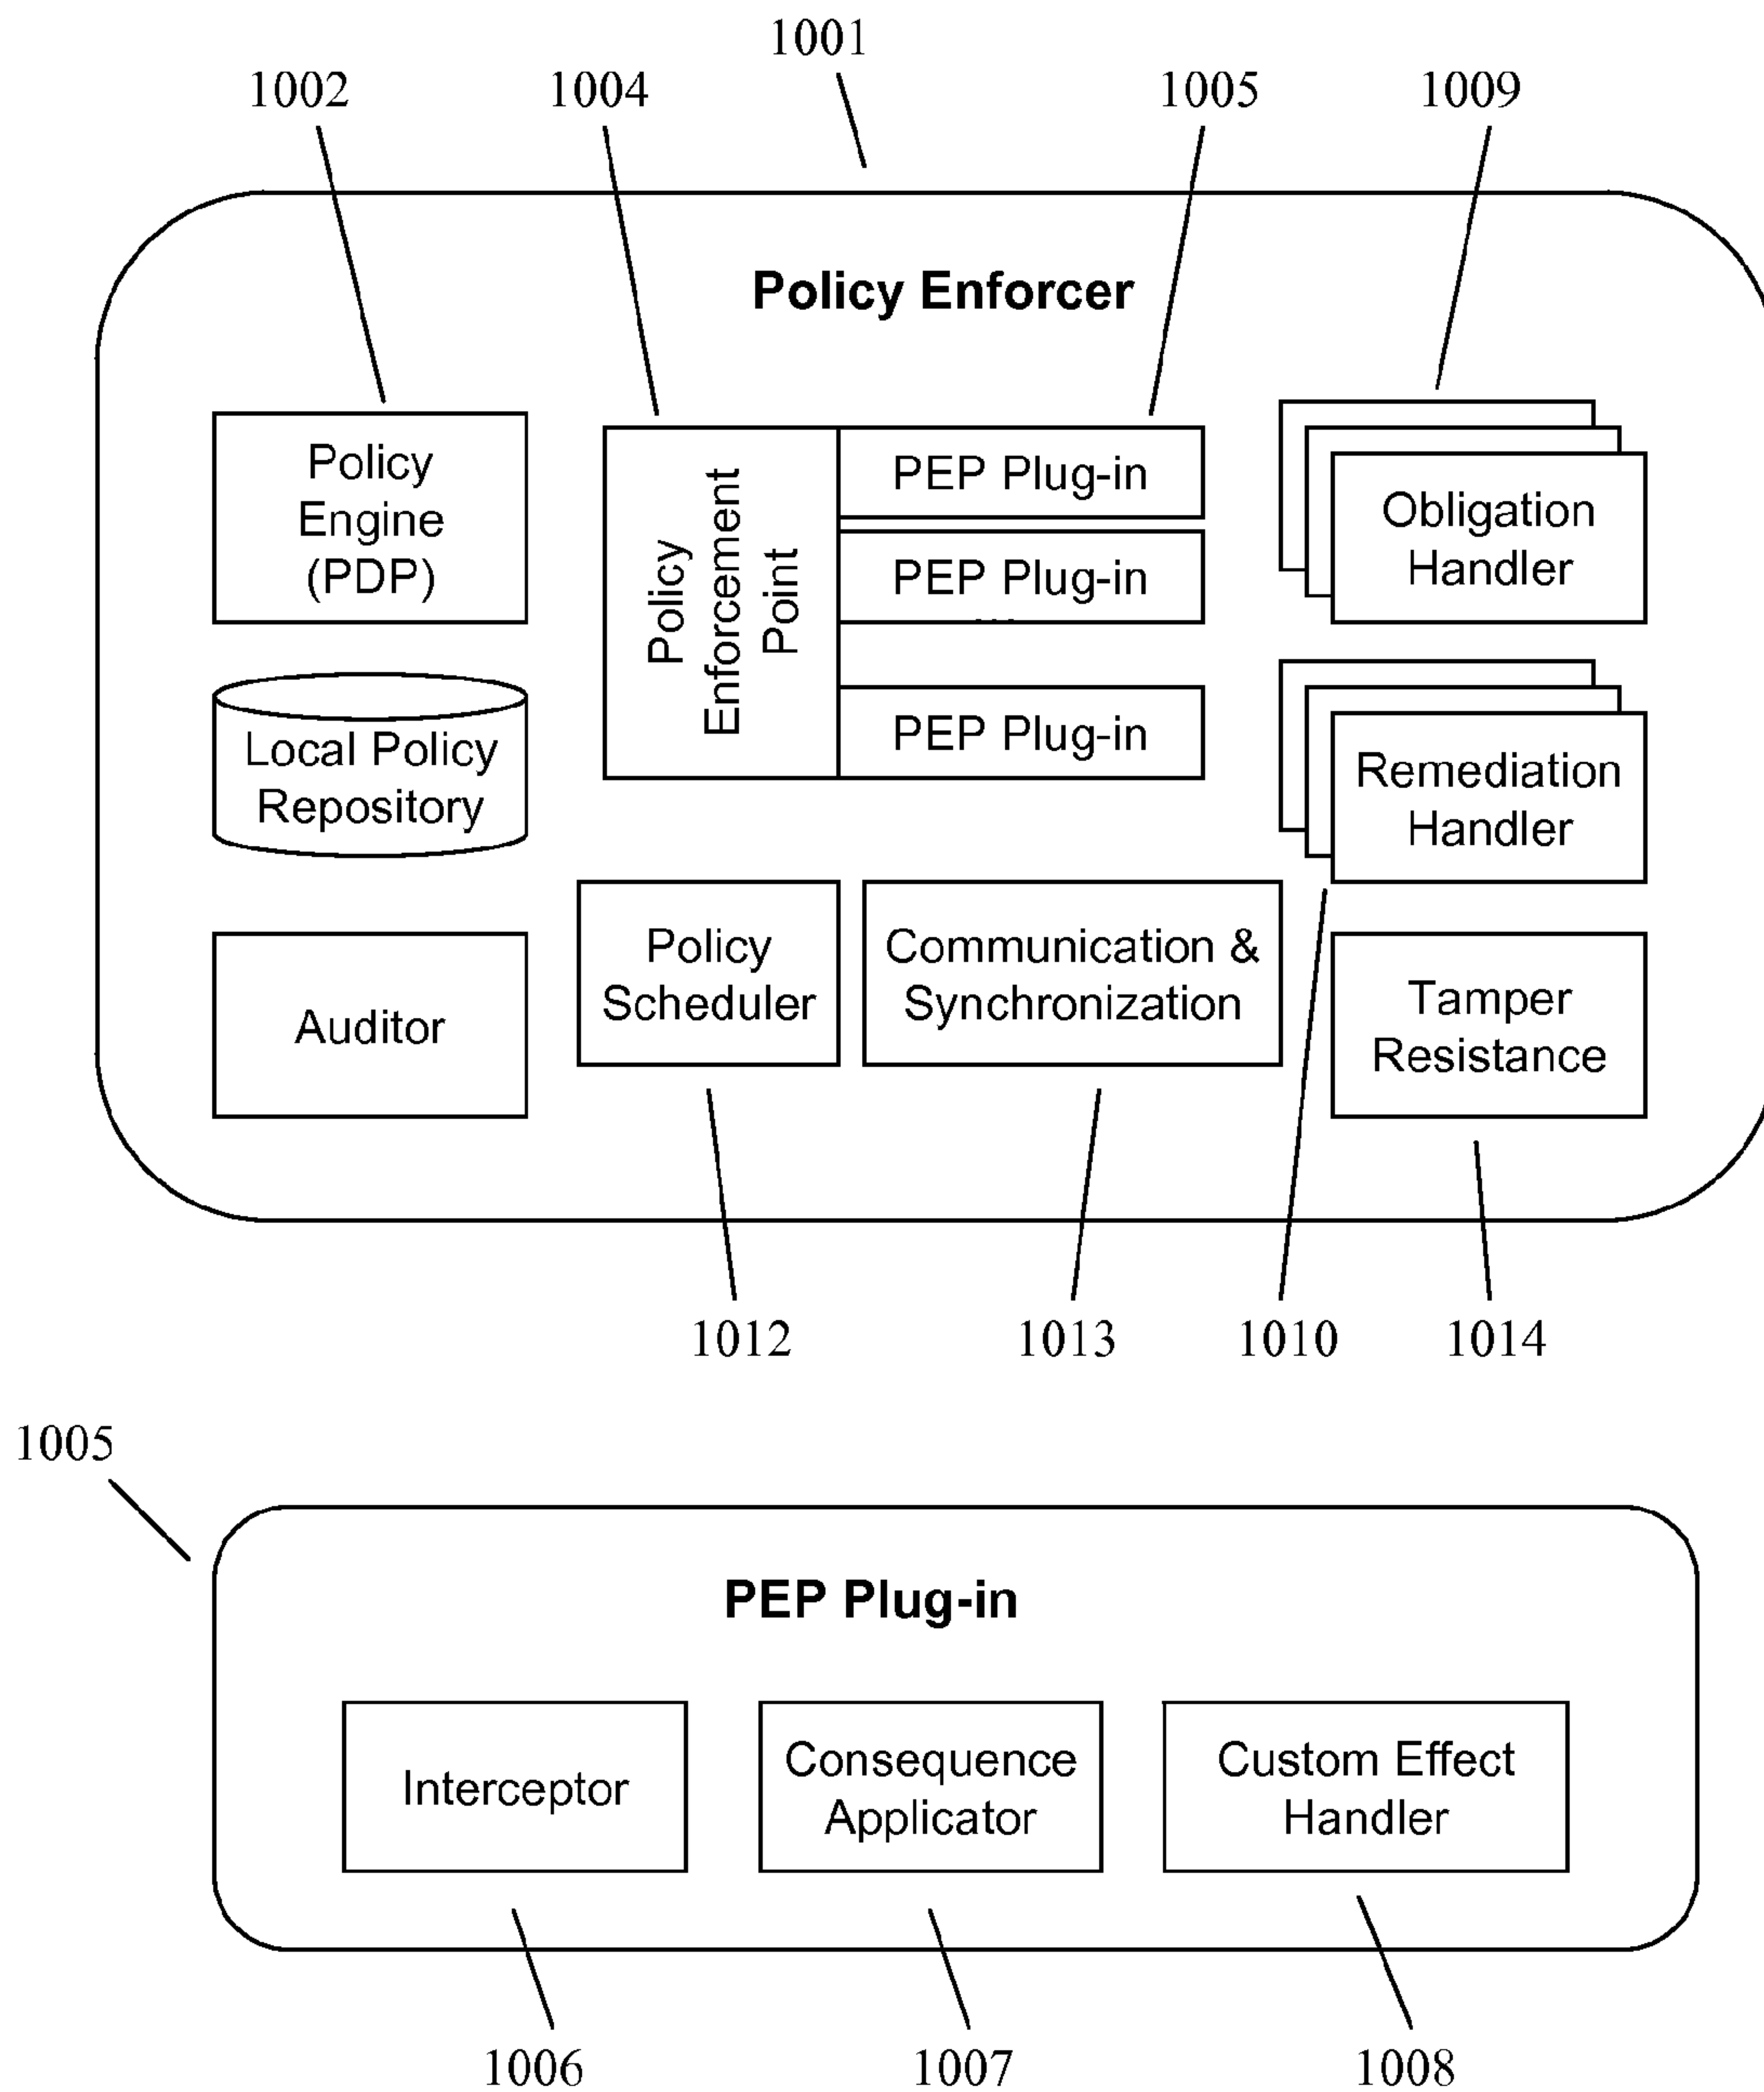 1001
1002
1004
1005
1009
Policy Enforcer
Policy
Engine
(PDP)
Policy
Enforcement
Point
PEP Plug-in
PEP Plug-in
...
PEP Plug-in
Obligation
Handler
Local Policy
Repository
Remediation
Handler
Auditor
Policy
Scheduler
Communication &
Synchronization
Tamper
Resistance
1012
1013
1010
1014
1005
PEP Plug-in
Interceptor
Consequence
Applicator
Custom Effect
Handler
1006
1007
1008